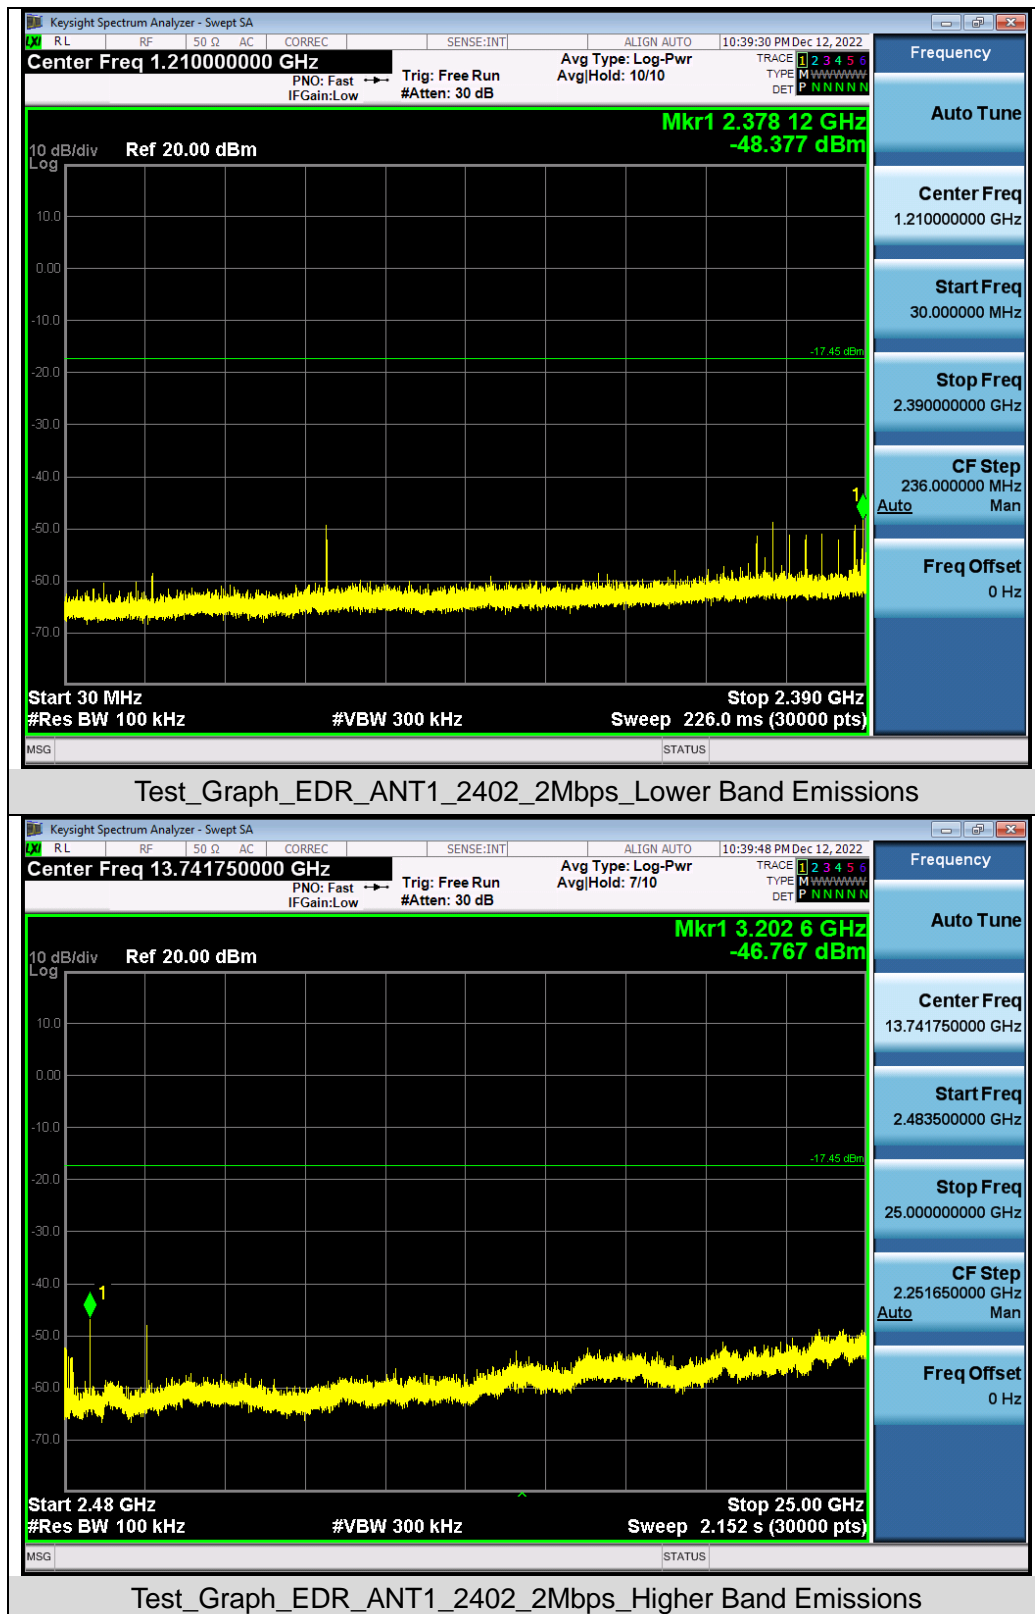 Keysight Spectrum Analyzer - Swept SA
LXI RL RF 50 Ω AC CORREC SENSE:INT ALIGN AUTO 10:39:30 PM Dec 12, 2022
Center Freq 1.210000000 GHz
PNO: Fast
IFGain:Low
Trig: Free Run
#Atten: 30 dB
Avg Type: Log-Pwr
Avg|Hold: 10/10
TRACE 1 2 3 4 5 6
TYPE M WWWWW
DET P N N N N N
Frequency
Mkr1 2.378 12 GHz
-48.377 dBm
10 dB/div Ref 20.00 dBm
Log
10.0
0.00
-10.0
-17.45 dBm
-20.0
-30.0
-40.0
1
-50.0
-60.0
-70.0
Start 30 MHz Stop 2.390 GHz
#Res BW 100 kHz #VBW 300 kHz Sweep 226.0 ms (30000 pts)
MSG STATUS
Auto Tune
Center Freq
1.210000000 GHz
Start Freq
30.000000 MHz
Stop Freq
2.390000000 GHz
CF Step
236.000000 MHz
Auto Man
Freq Offset
0 Hz
Test_Graph_EDR_ANT1_2402_2Mbps_Lower Band Emissions
Keysight Spectrum Analyzer - Swept SA
LXI RL RF 50 Ω AC CORREC SENSE:INT ALIGN AUTO 10:39:48 PM Dec 12, 2022
Center Freq 13.741750000 GHz
PNO: Fast
IFGain:Low
Trig: Free Run
#Atten: 30 dB
Avg Type: Log-Pwr
Avg|Hold: 7/10
TRACE 1 2 3 4 5 6
TYPE M WWWWW
DET P N N N N N
Frequency
Mkr1 3.202 6 GHz
-46.767 dBm
10 dB/div Ref 20.00 dBm
Log
10.0
0.00
-10.0
-17.45 dBm
-20.0
-30.0
-40.0
1
-50.0
-60.0
-70.0
Start 2.48 GHz Stop 25.00 GHz
#Res BW 100 kHz #VBW 300 kHz Sweep 2.152 s (30000 pts)
MSG STATUS
Auto Tune
Center Freq
13.741750000 GHz
Start Freq
2.483500000 GHz
Stop Freq
25.000000000 GHz
CF Step
2.251650000 GHz
Auto Man
Freq Offset
0 Hz
Test_Graph_EDR_ANT1_2402_2Mbps_Higher Band Emissions